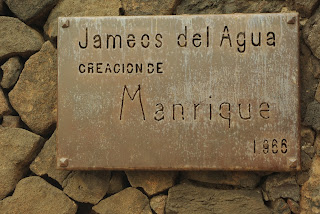 Jameos del Agua
CREACION DE
Manrique
1966